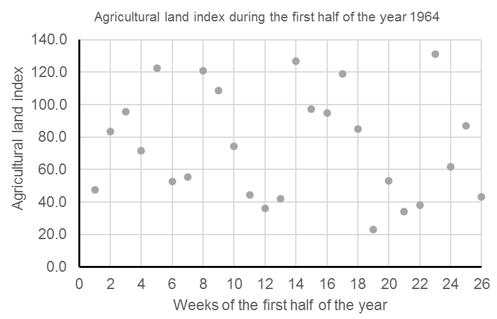 Agricultural land index during the first half of the year 1964
140.0
120.0
100.0
80.0
60.0
40.0
20.0
0.0
Agricultural land index
0 2 4 6 8 10 12 14 16 18 20 22 24 26
Weeks of the first half of the year